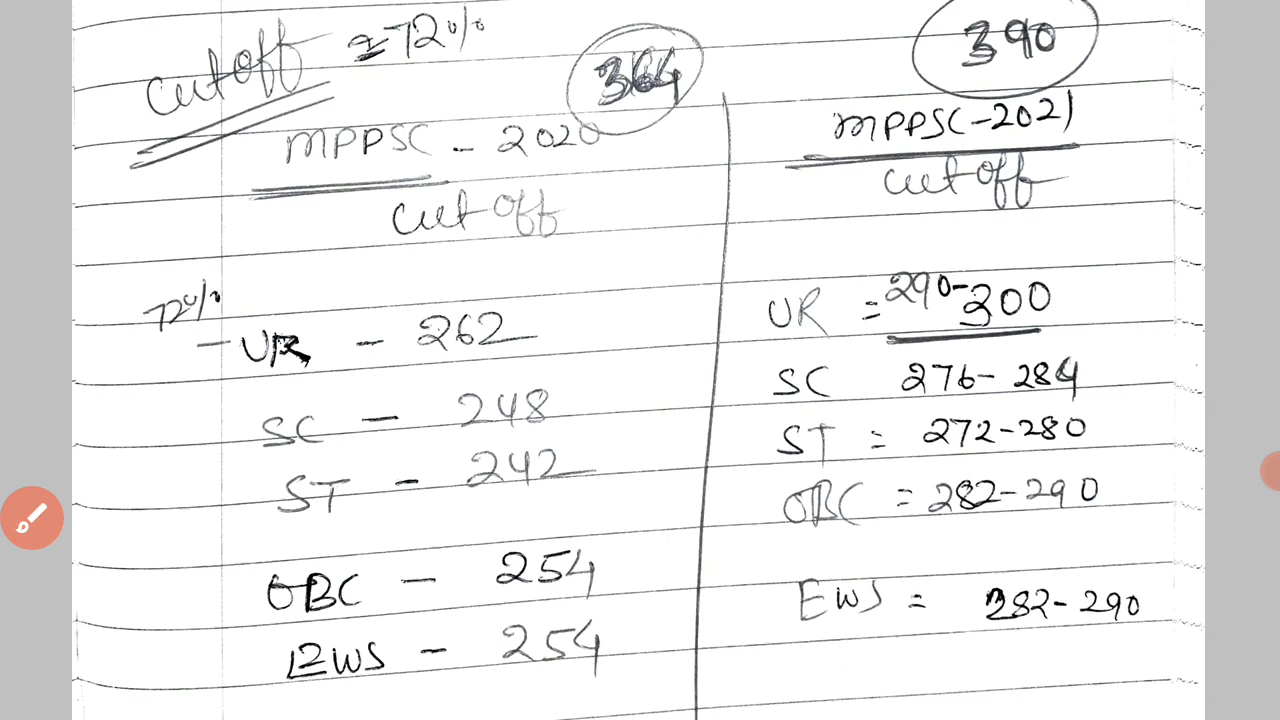 cutoff =72%
364
MPPSC - 2020
cut off
72%
- UR - 262
SC - 248
ST - 242
OBC - 254
EWS - 254
390
MPPSC-2021
cut off
UR = 290-300
SC 276-284
ST = 272-280
OBC = 282-290
EWS = 282-290